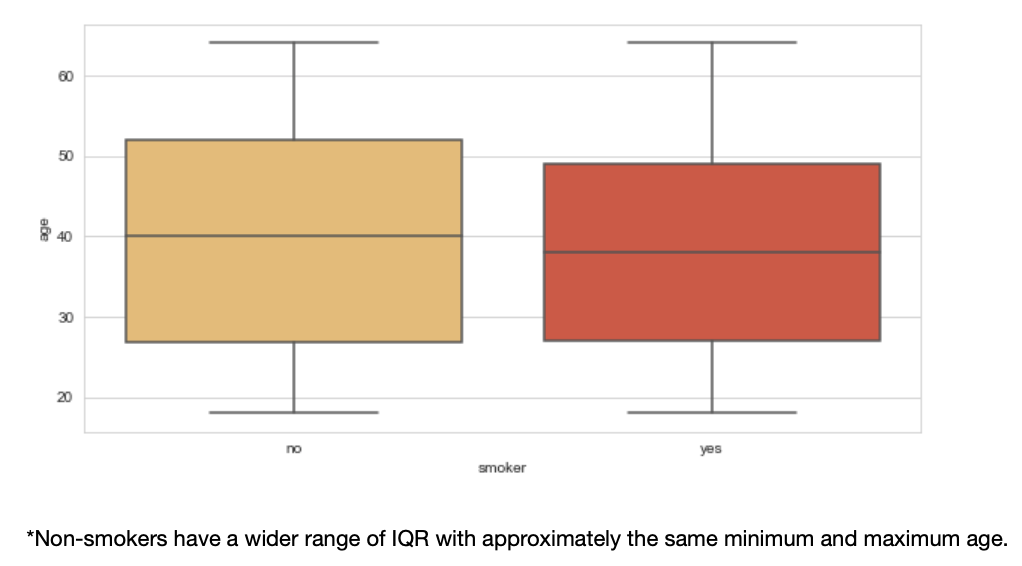 60
50
40
30
20
age
no yes
smoker
*Non-smokers have a wider range of IQR with approximately the same minimum and maximum age.